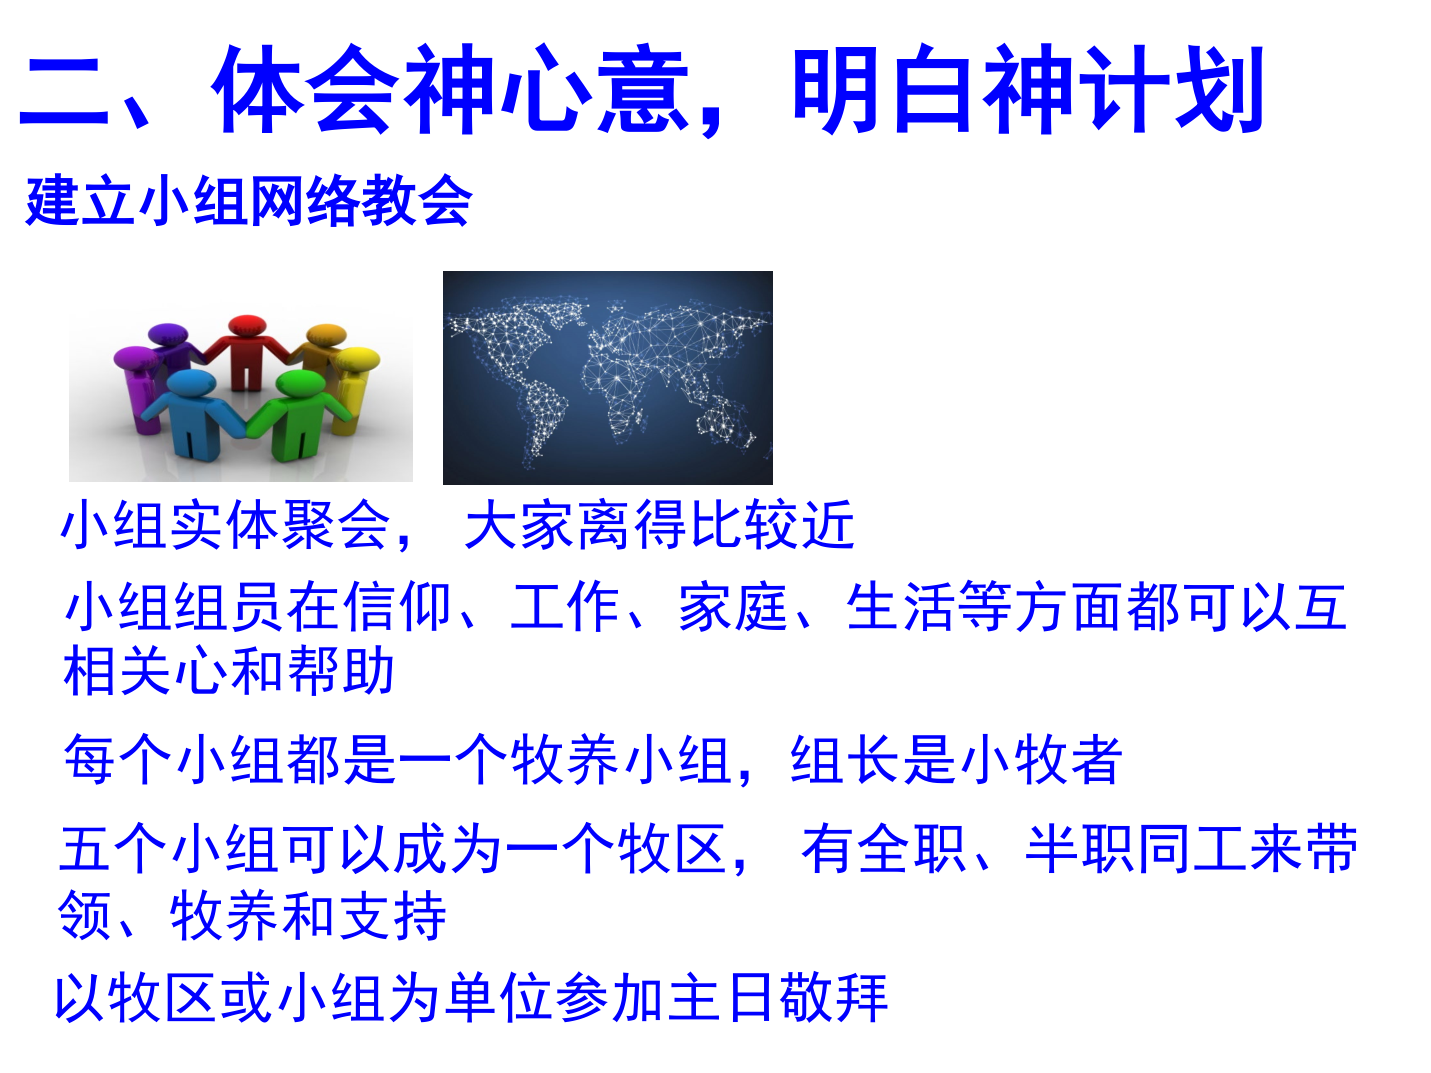 二、体会神心意，明白神计划
建立小组网络教会
小组实体聚会， 大家离得比较近
小组组员在信仰、工作、家庭、生活等方面都可以互
相关心和帮助
每个小组都是一个牧养小组，组长是小牧者
五个小组可以成为一个牧区， 有全职、半职同工来带
领、牧养和支持
以牧区或小组为单位参加主日敬拜